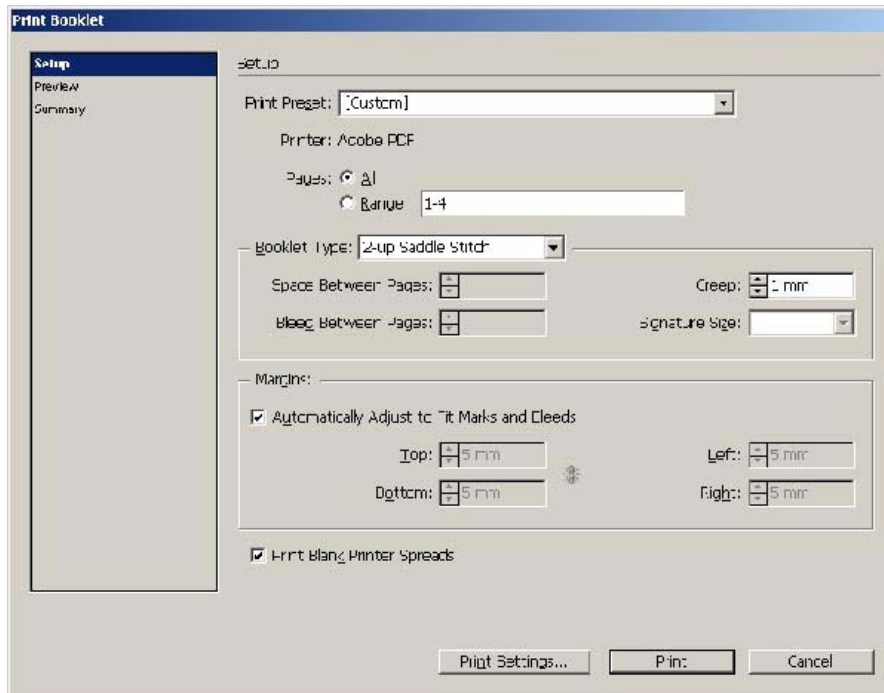 Print Booklet
Setup
Preview
Summary
Setup
Print Preset: [Custom]
Printer: Adobe PDF
Pages: All
Range 1-4
Booklet Type: 2-up Saddle Stitch
Space Between Pages: Creep: 1 mm
Bleed Between Pages: Signature Size:
Margins:
Automatically Adjust to Fit Marks and Bleeds
Top: 5 mm Left: 5 mm
Bottom: 5 mm Right: 5 mm
Print Blank Printer Spreads
Print Settings... Print Cancel